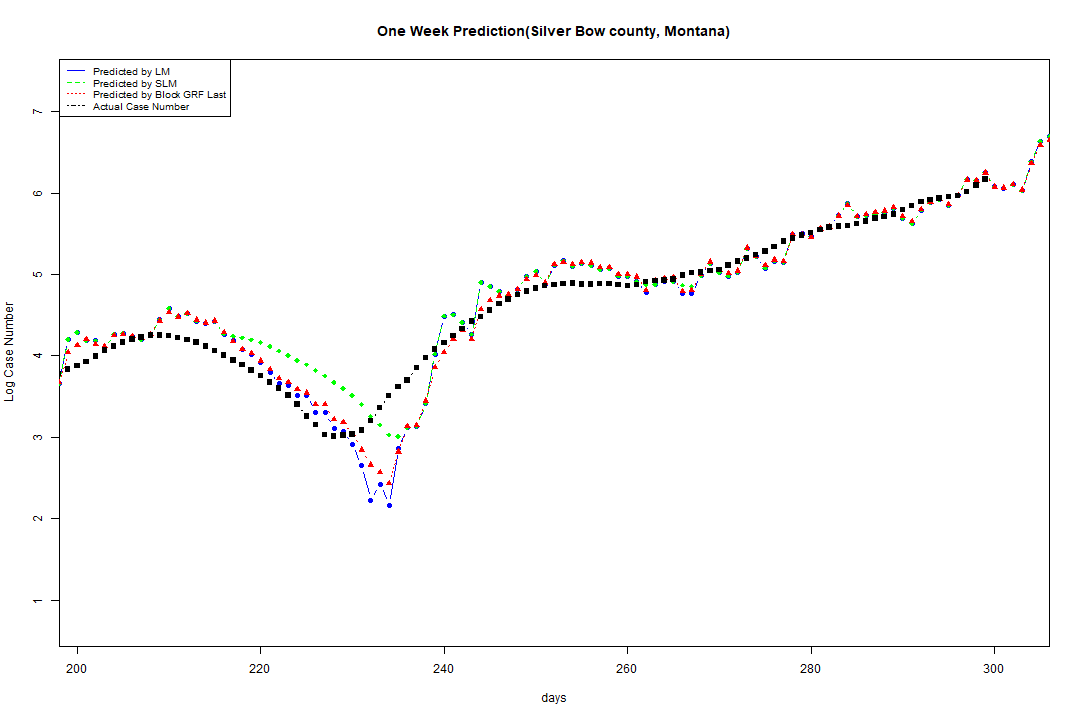 One Week Prediction(Silver Bow county, Montana)
Predicted by LM
Predicted by SLM
Predicted by Block GRF Last
Actual Case Number
Log Case Number
7
6
5
4
3
2
1
200 220 240 260 280 300
days